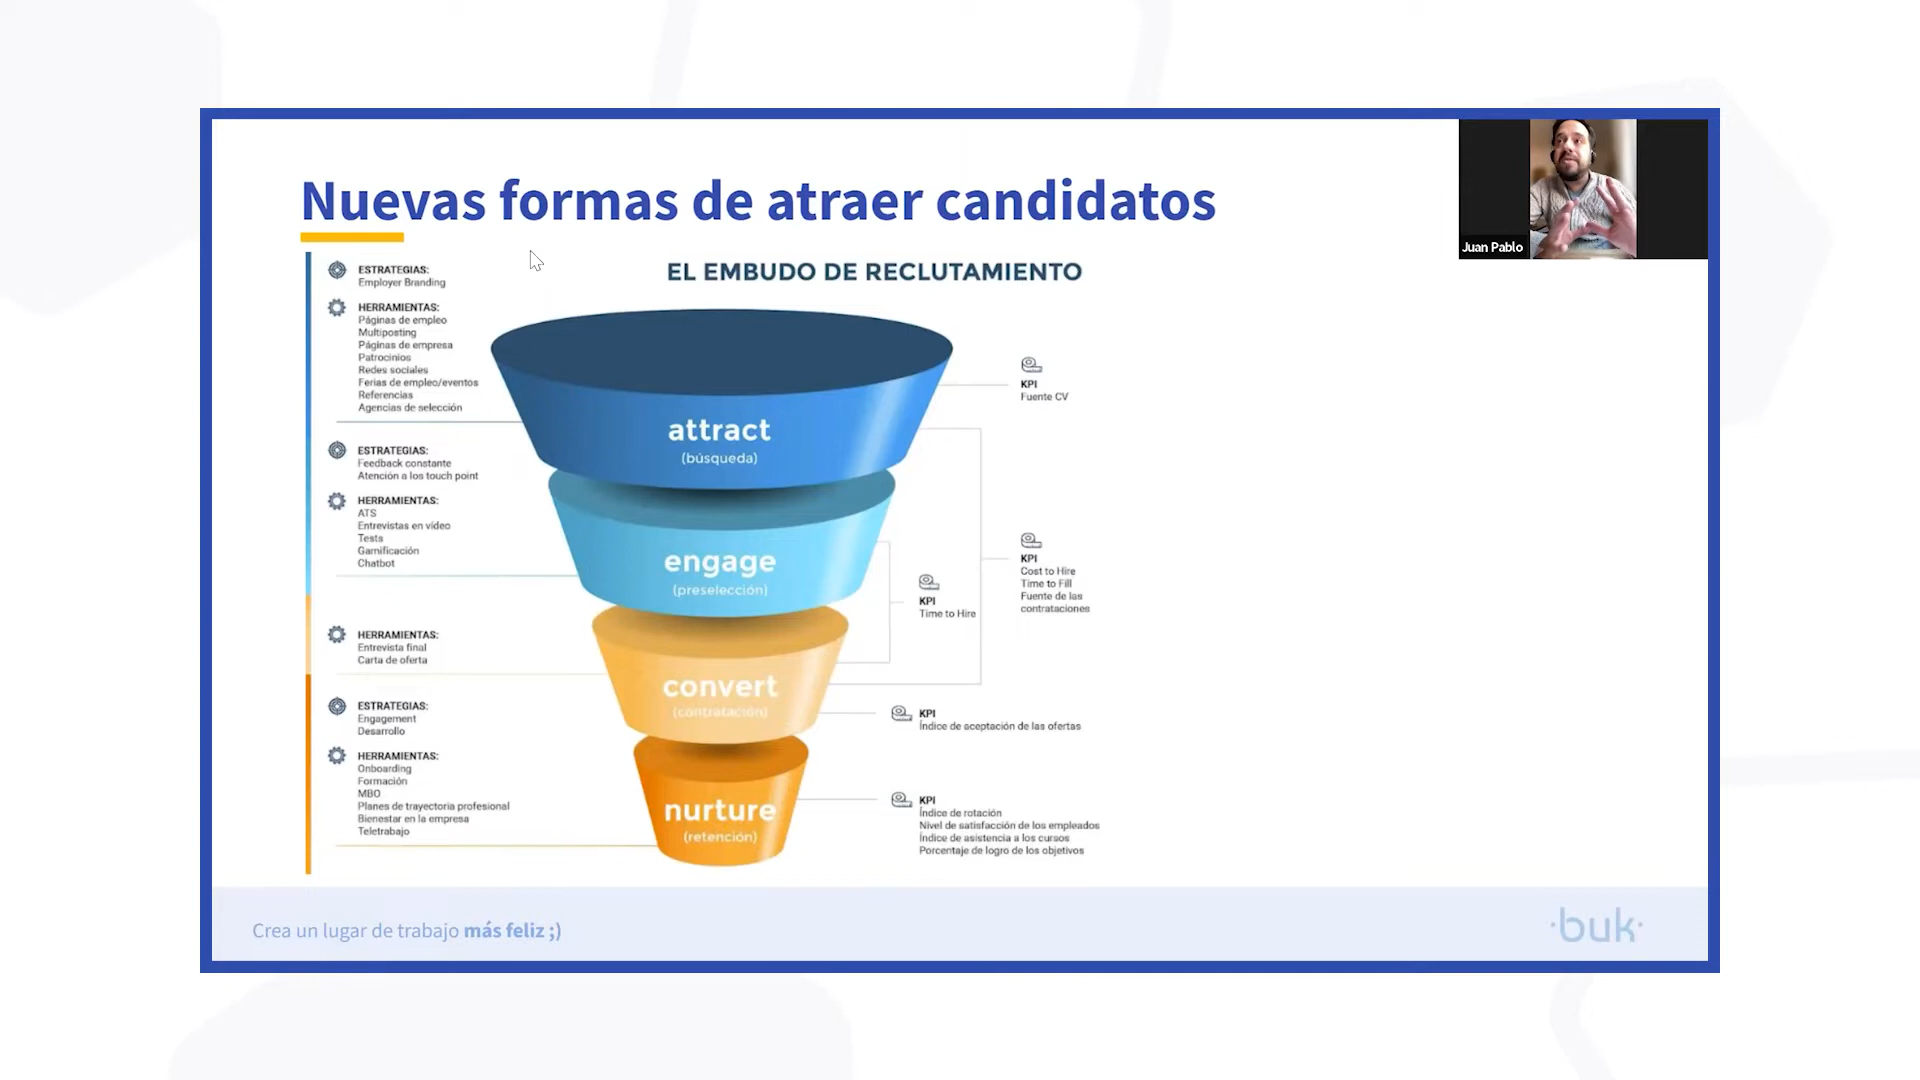 Nuevas formas de atraer candidatos
Juan Pablo
EL EMBUDO DE RECLUTAMIENTO
ESTRATEGIAS:
Employer Branding
HERRAMIENTAS:
Páginas de empleo
Multiposting
Páginas de empresa
Patrocinios
Redes sociales
Ferias de empleo/eventos
Referencias
Agencias de selección
attract
(búsqueda)
KPI
Fuente CV
ESTRATEGIAS:
Feedback constante
Atención a los touch point
HERRAMIENTAS:
ATS
Entrevistas en vídeo
Tests
Gamificación
Chatbot
engage
(preselección)
KPI
Time to Hire
KPI
Cost to Hire
Time to Fill
Fuente de las
contrataciones
HERRAMIENTAS:
Entrevista final
Carta de oferta
convert
(contratación)
KPI
Índice de aceptación de las ofertas
ESTRATEGIAS:
Engagement
Desarrollo
HERRAMIENTAS:
Onboarding
Formación
MBO
Planes de trayectoria profesional
Bienestar en la empresa
Teletrabajo
nurture
(retención)
KPI
Índice de rotación
Nivel de satisfacción de los empleados
Índice de asistencia a los cursos
Porcentaje de logro de los objetivos
Crea un lugar de trabajo más feliz ;)
·buk·